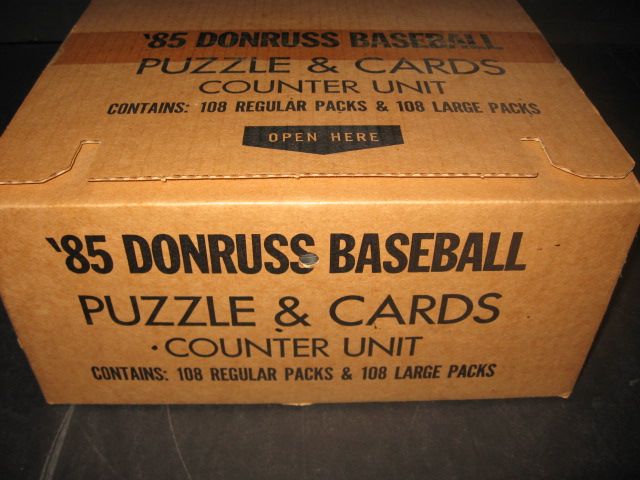 '85 DONRUSS BASEBALL
PUZZLE & CARDS
COUNTER UNIT
CONTAINS: 108 REGULAR PACKS & 108 LARGE PACKS
OPEN HERE
'85 DONRUSS BASEBALL
PUZZLE & CARDS
COUNTER UNIT
CONTAINS: 108 REGULAR PACKS & 108 LARGE PACKS